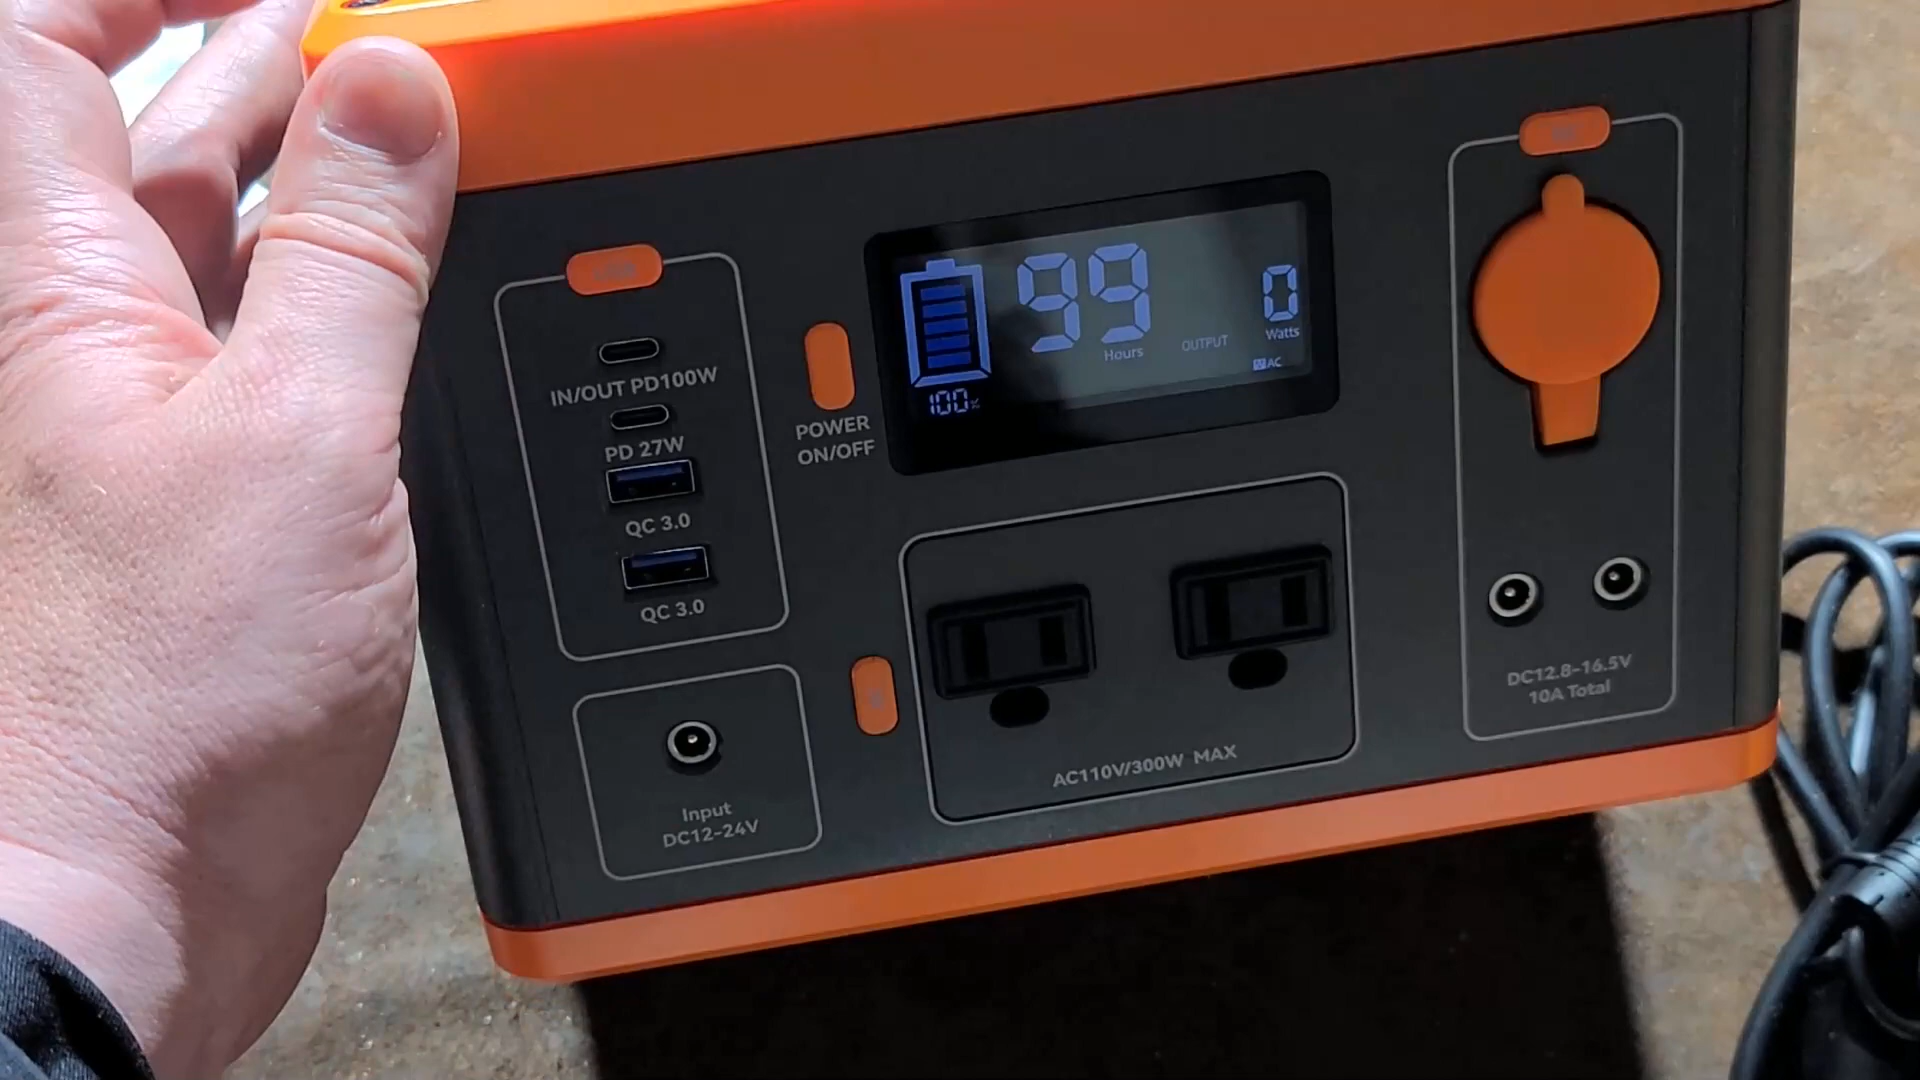 USB
IN/OUT PD100W
PD 27W
QC 3.0
QC 3.0
POWER
ON/OFF
100%
99
Hours
OUTPUT
0
Watts
AC
Input
DC12-24V
AC110V/300W MAX
DC12.8-16.5V
10A Total